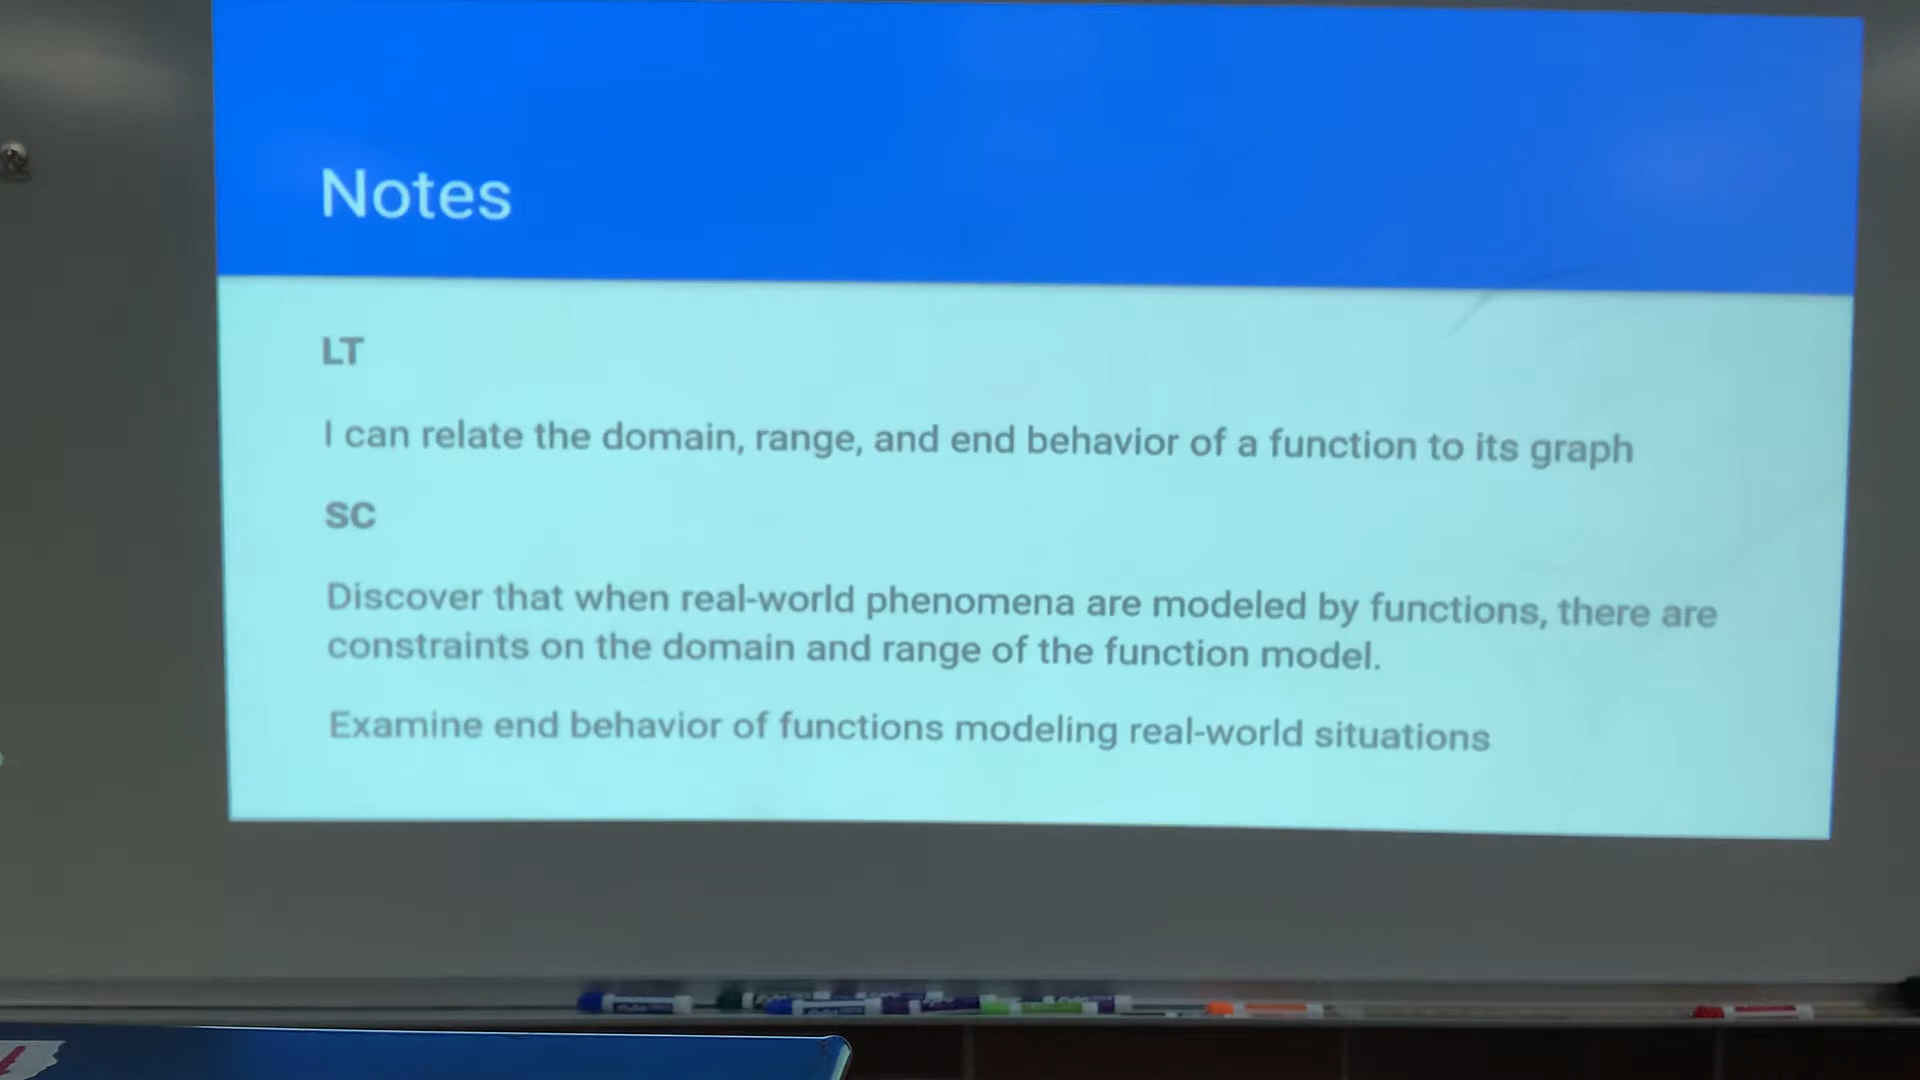 Notes
LT
I can relate the domain, range, and end behavior of a function to its graph
SC
Discover that when real-world phenomena are modeled by functions, there are
constraints on the domain and range of the function model.
Examine end behavior of functions modeling real-world situations